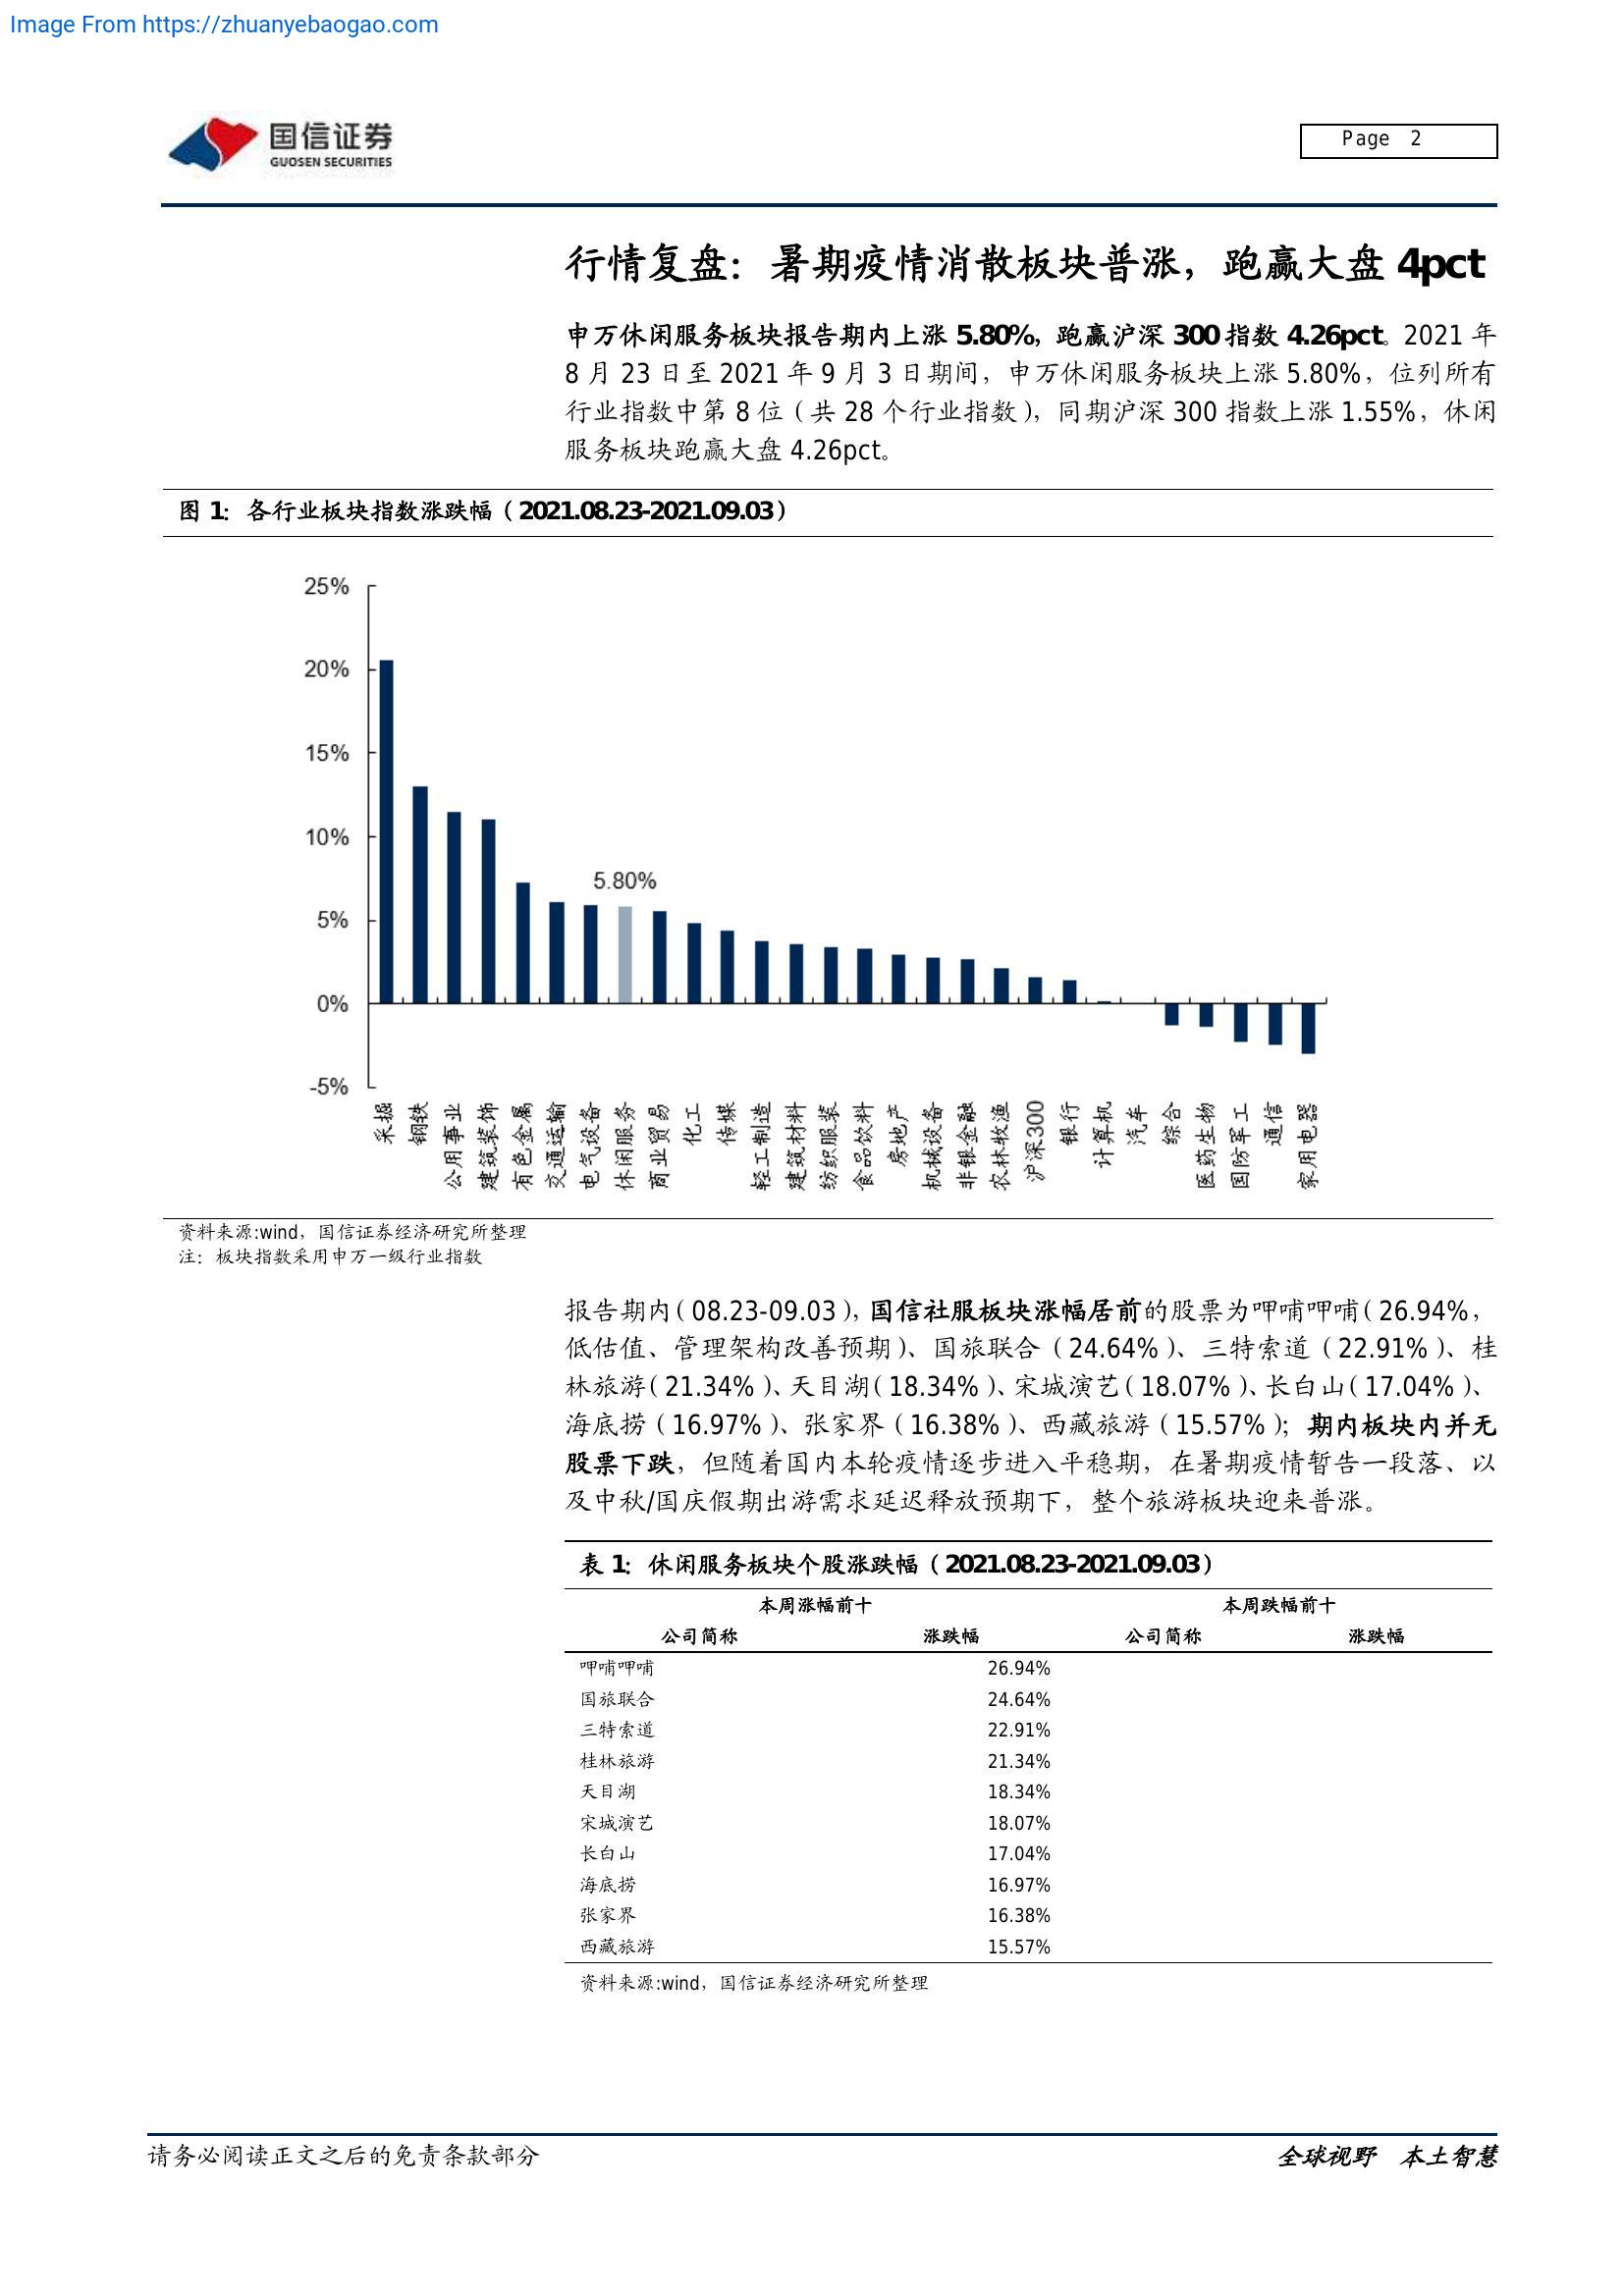 Image From https://zhuanyebaogao.com
国信证券
GUOSEN SECURITIES
Page 2
行情复盘：暑期疫情消散板块普涨，跑赢大盘 4pct
申万休闲服务板块报告期内上涨 5.80%，跑赢沪深 300 指数 4.26pct。2021 年
8 月 23 日至 2021 年 9 月 3 日期间，申万休闲服务板块上涨 5.80%，位列所有
行业指数中第 8 位（共 28 个行业指数），同期沪深 300 指数上涨 1.55%，休闲
服务板块跑赢大盘 4.26pct。
图 1：各行业板块指数涨跌幅（2021.08.23-2021.09.03）
25%
20%
15%
10%
5%
0%
-5%
5.80%
采掘
钢铁
公用事业
建筑装饰
有色金属
交通运输
电气设备
休闲服务
商业贸易
化工
传媒
轻工制造
建筑材料
纺织服装
食品饮料
房地产
机械设备
非银金融
农林牧渔
沪深300
银行
计算机
汽车
综合
医药生物
国防军工
通信
家用电器
资料来源:wind，国信证券经济研究所整理
注：板块指数采用申万一级行业指数
报告期内（08.23-09.03），国信社服板块涨幅居前的股票为呷哺呷哺（26.94%，
低估值、管理架构改善预期）、国旅联合（24.64%）、三特索道（22.91%）、桂
林旅游（21.34%）、天目湖（18.34%）、宋城演艺（18.07%）、长白山（17.04%）、
海底捞（16.97%）、张家界（16.38%）、西藏旅游（15.57%）；期内板块内并无
股票下跌，但随着国内本轮疫情逐步进入平稳期，在暑期疫情暂告一段落、以
及中秋/国庆假期出游需求延迟释放预期下，整个旅游板块迎来普涨。
表 1：休闲服务板块个股涨跌幅（2021.08.23-2021.09.03）
本周涨幅前十 本周跌幅前十
公司简称 涨跌幅 公司简称 涨跌幅
呷哺呷哺 26.94%
国旅联合 24.64%
三特索道 22.91%
桂林旅游 21.34%
天目湖 18.34%
宋城演艺 18.07%
长白山 17.04%
海底捞 16.97%
张家界 16.38%
西藏旅游 15.57%
资料来源:wind，国信证券经济研究所整理
请务必阅读正文之后的免责条款部分
全球视野 本土智慧